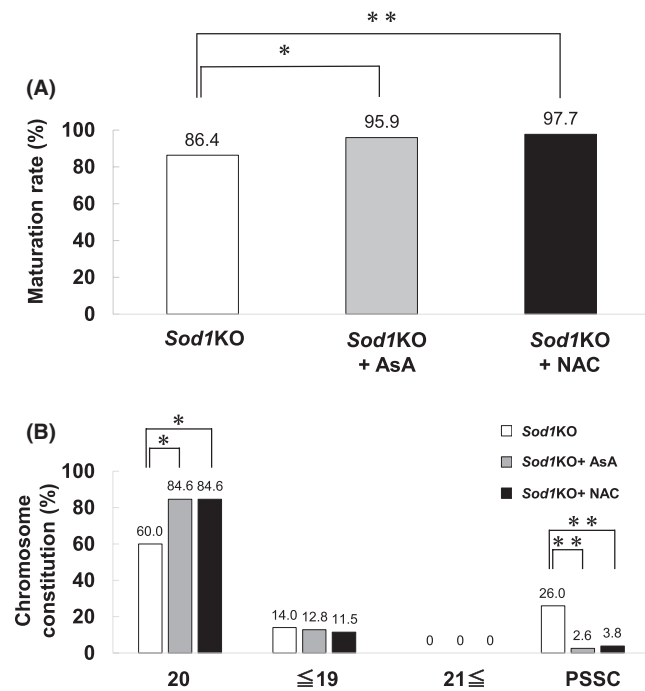 **
*
(A)
Maturation rate (%)
100
80
60
40
20
0
86.4
95.9
97.7
Sod1KO
Sod1KO
+ AsA
Sod1KO
+ NAC
(B)
*
*
Sod1KO
Sod1KO+ AsA
Sod1KO+ NAC
Chromosome
constitution (%)
100
80
60
40
20
0
60.0
84.6
84.6
14.0
12.8
11.5
0
0
0
**
**
26.0
2.6
3.8
20
≦19
21≦
PSSC